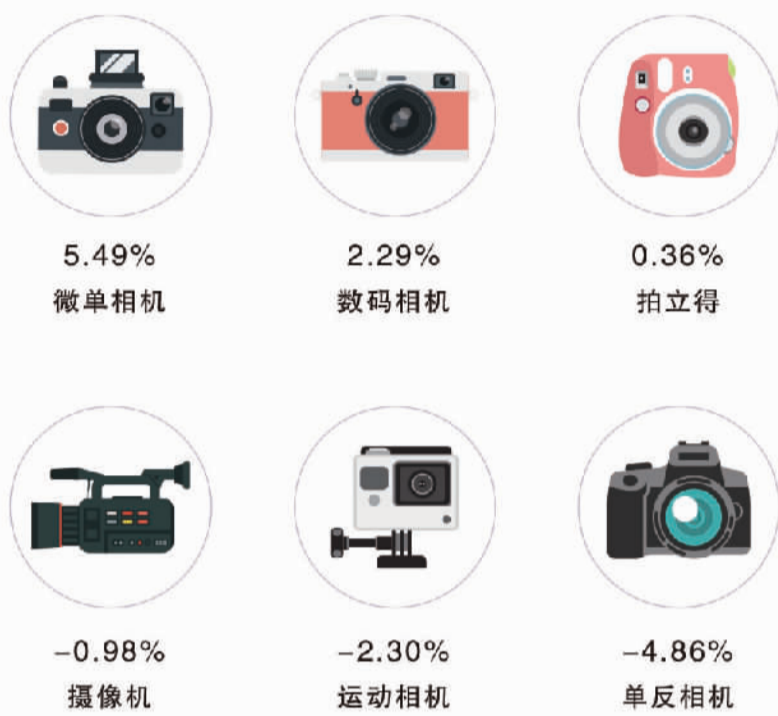 5.49%
2.29%
0.36%
微单相机
数码相机
拍立得
–0.98%
–2.30%
–4.86%
摄像机
运动相机
单反相机